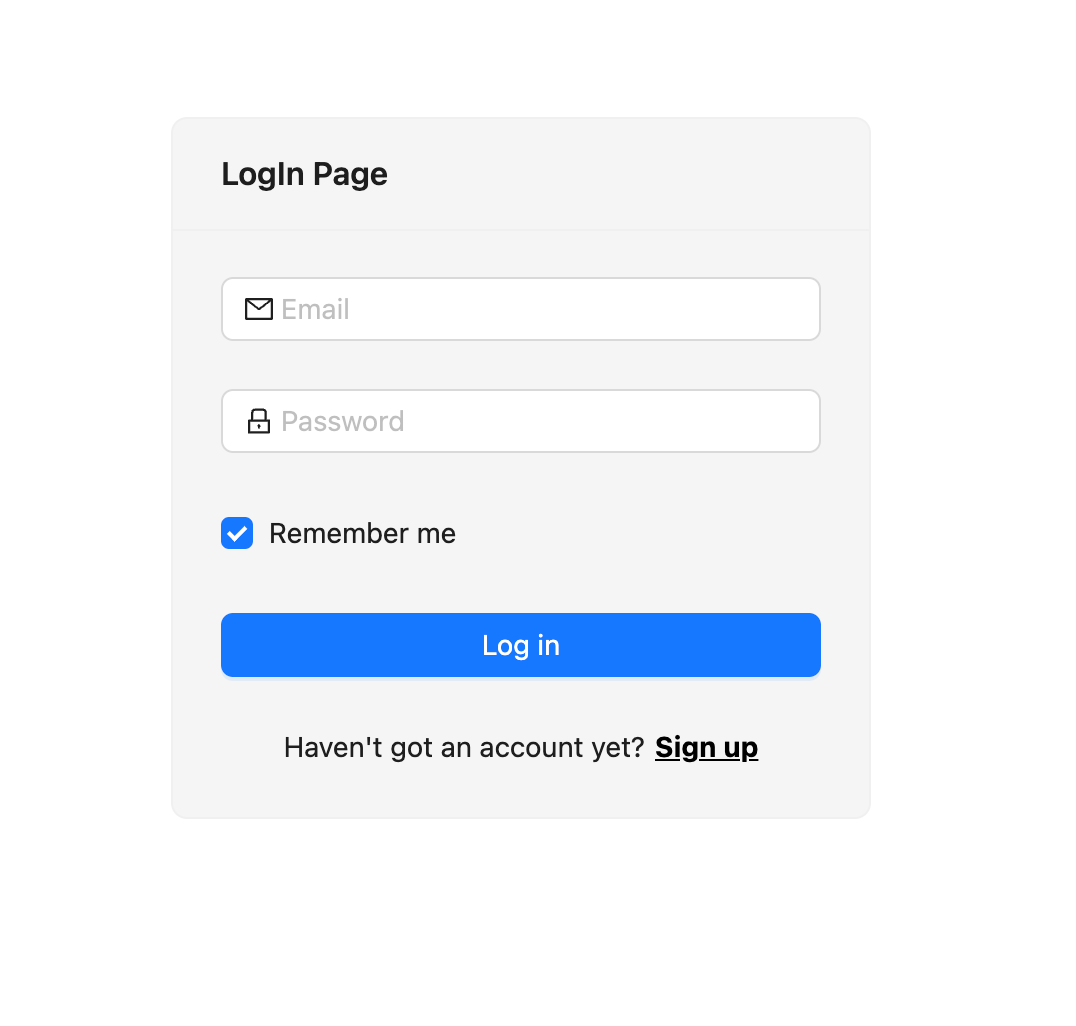 LogIn Page
Email
Password
Remember me
Log in
Haven't got an account yet? Sign up